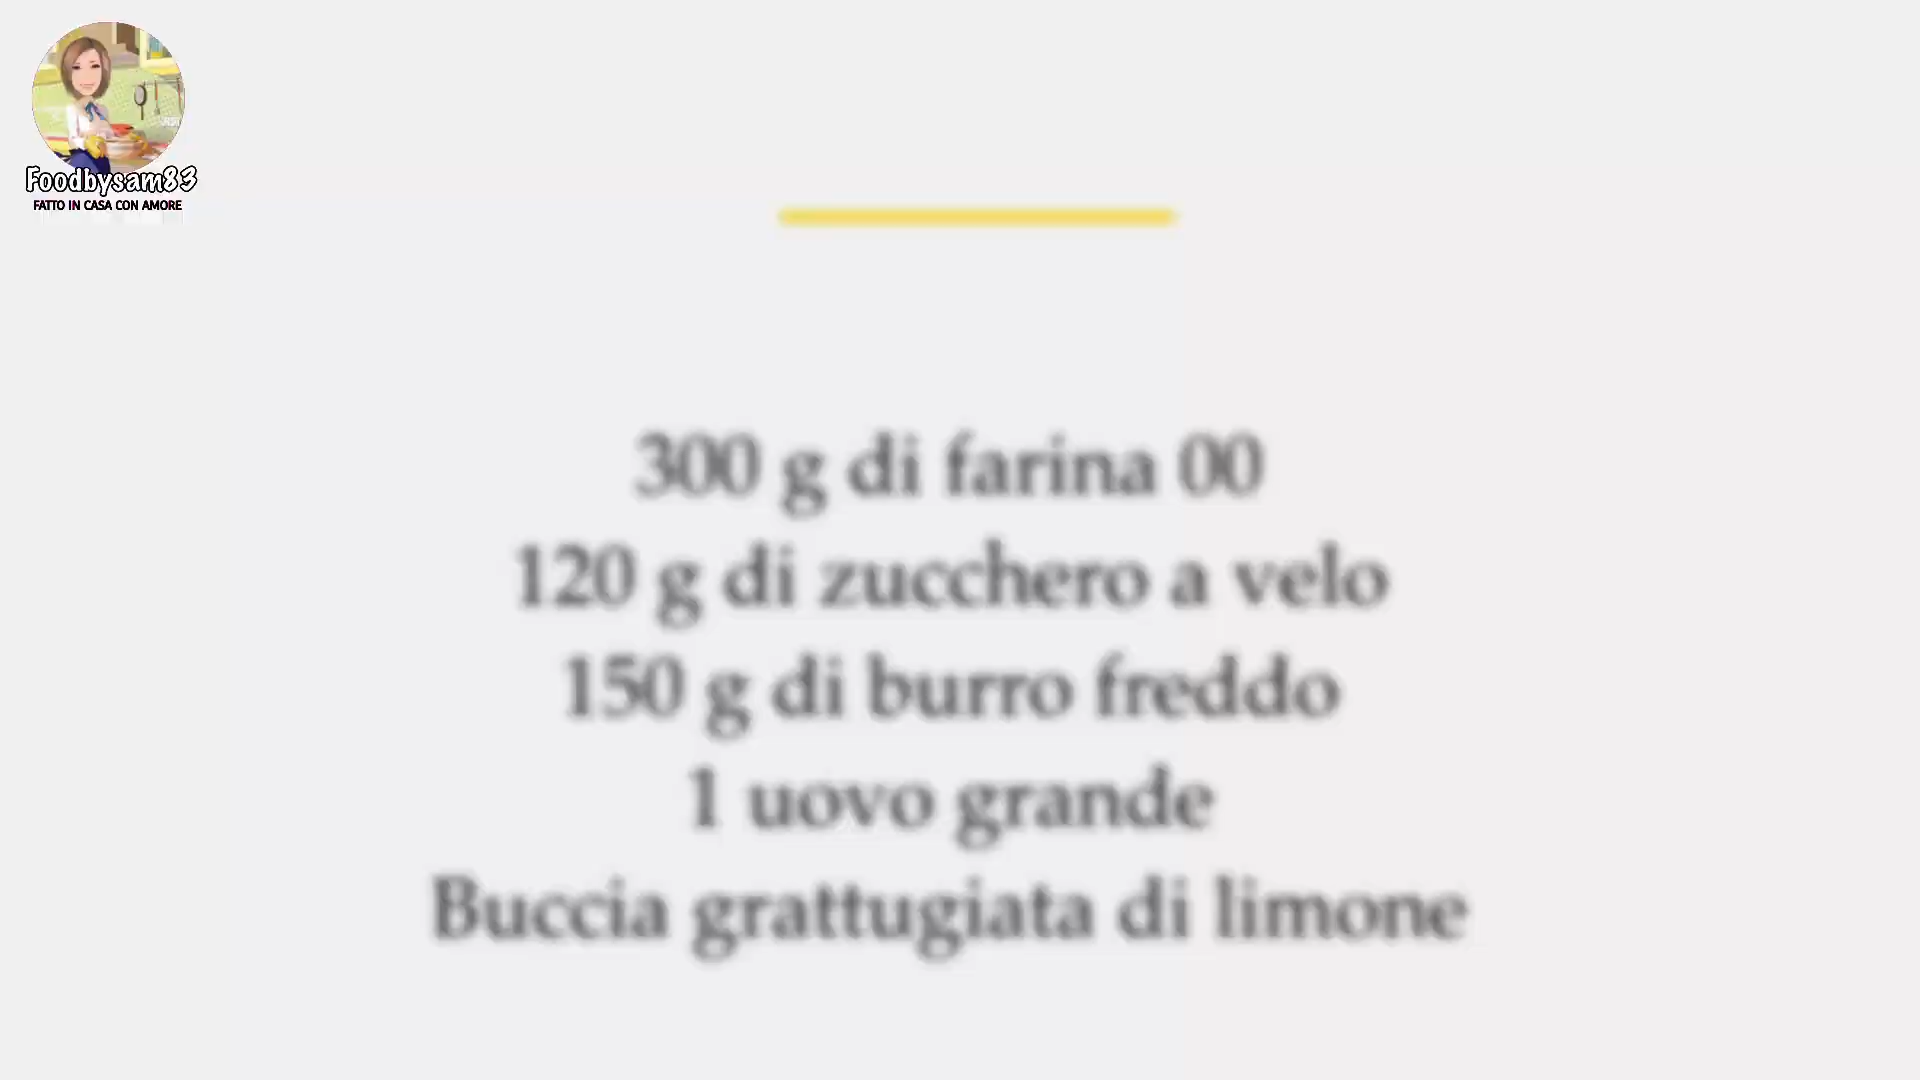 Foodbysam83
FATTO IN CASA CON AMORE
300 g di farina 00
120 g di zucchero a velo
150 g di burro freddo
1 uovo grande
Buccia grattugiata di limone